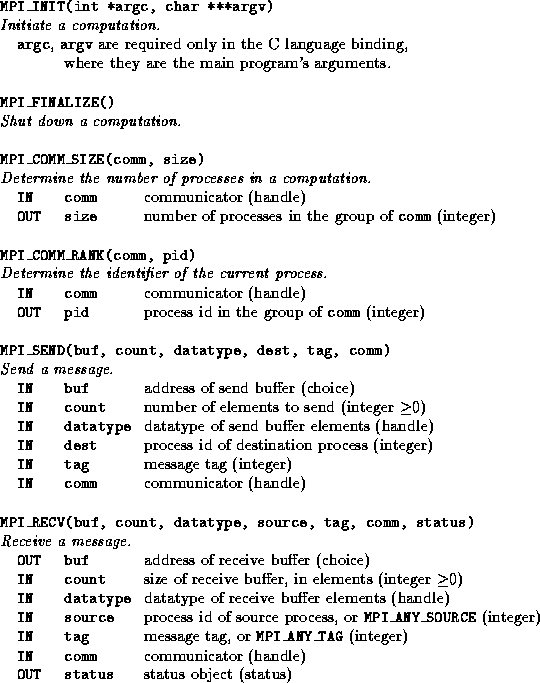 MPI_INIT(int *argc, char ***argv)
Initiate a computation.
argc, argv are required only in the C language binding,
where they are the main program's arguments.
MPI_FINALIZE()
Shut down a computation.
MPI_COMM_SIZE(comm, size)
Determine the number of processes in a computation.
IN comm communicator (handle)
OUT size number of processes in the group of comm (integer)
MPI_COMM_RANK(comm, pid)
Determine the identifier of the current process.
IN comm communicator (handle)
OUT pid process id in the group of comm (integer)
MPI_SEND(buf, count, datatype, dest, tag, comm)
Send a message.
IN buf address of send buffer (choice)
IN count number of elements to send (integer ≥0)
IN datatype datatype of send buffer elements (handle)
IN dest process id of destination process (integer)
IN tag message tag (integer)
IN comm communicator (handle)
MPI_RECV(buf, count, datatype, source, tag, comm, status)
Receive a message.
OUT buf address of receive buffer (choice)
IN count size of receive buffer, in elements (integer ≥0)
IN datatype datatype of receive buffer elements (handle)
IN source process id of source process, or MPI_ANY_SOURCE (integer)
IN tag message tag, or MPI_ANY_TAG (integer)
IN comm communicator (handle)
OUT status status object (status)